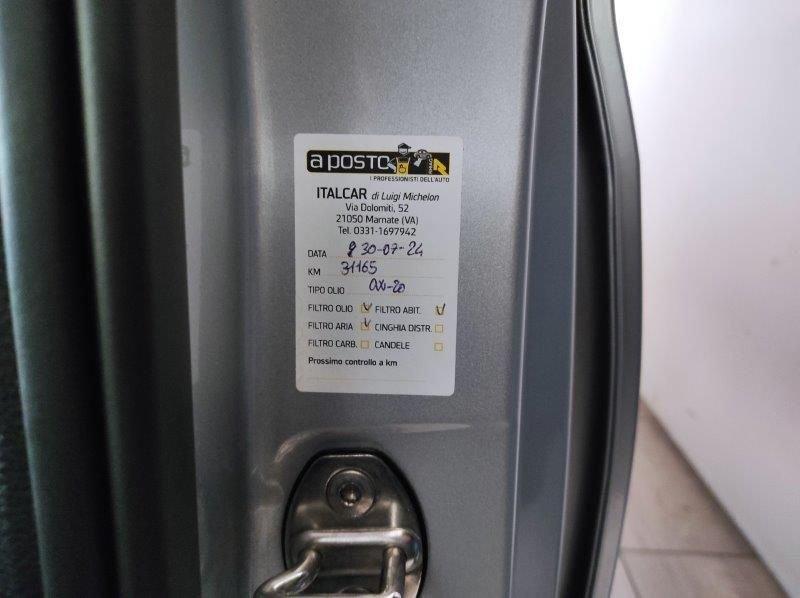 a posto
I PROFESSIONISTI DELL'AUTO
ITALCAR di Luigi Michelon
Via Dolomiti, 52
21050 Marnate (VA)
Tel. 0331-1697942
DATA 30-07-24
KM 31165
TIPO OLIO 0W-20
FILTRO OLIO FILTRO ABIT.
FILTRO ARIA CINGHIA DISTR.
FILTRO CARB. CANDELE
Prossimo controllo a km